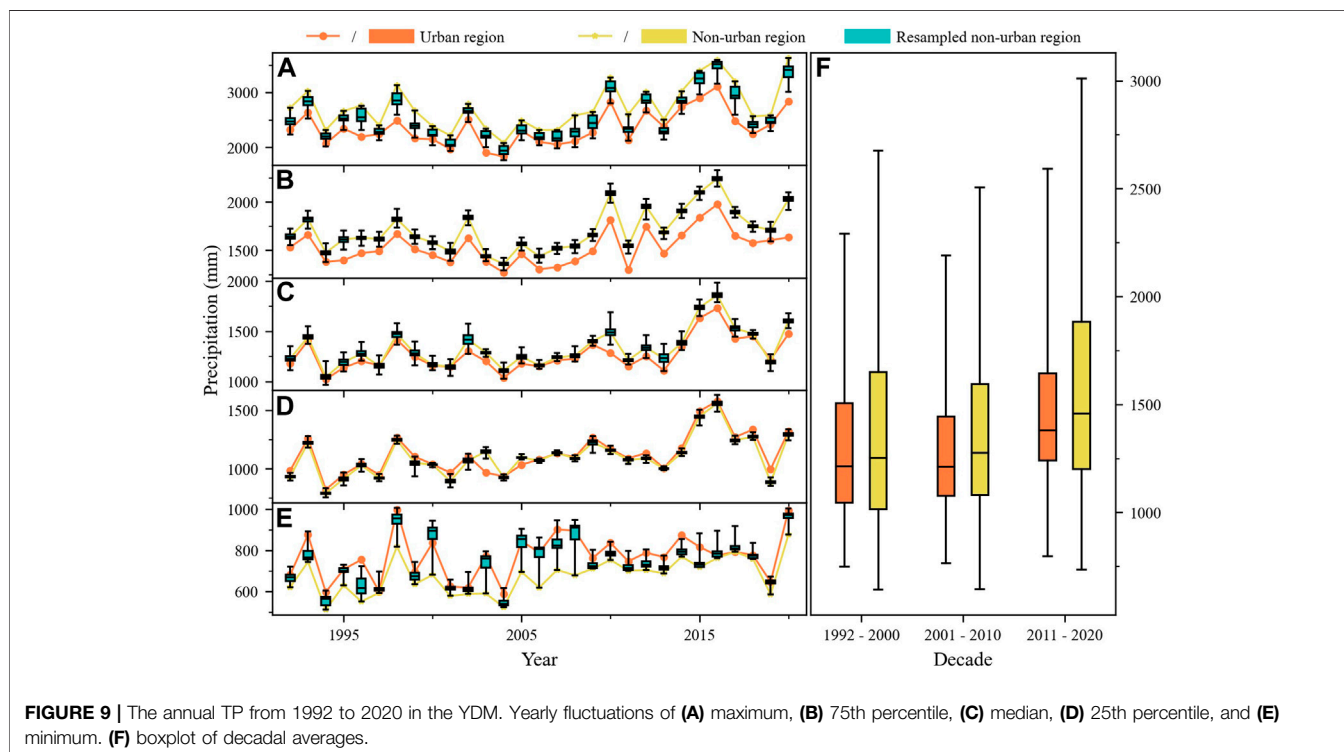 / Urban region / Non-urban region Resampled non-urban region
A
3000
2000
B
2000
1500
C
2000
1500
1000
D
1500
1000
E
1000
800
600
Precipitation (mm)
1995 2005 2015
Year
F
3000
2500
2000
1500
1000
1992 - 2000 2001 - 2010 2011 - 2020
Decade
FIGURE 9 | The annual TP from 1992 to 2020 in the YDM. Yearly fluctuations of (A) maximum, (B) 75th percentile, (C) median, (D) 25th percentile, and (E)
minimum. (F) boxplot of decadal averages.